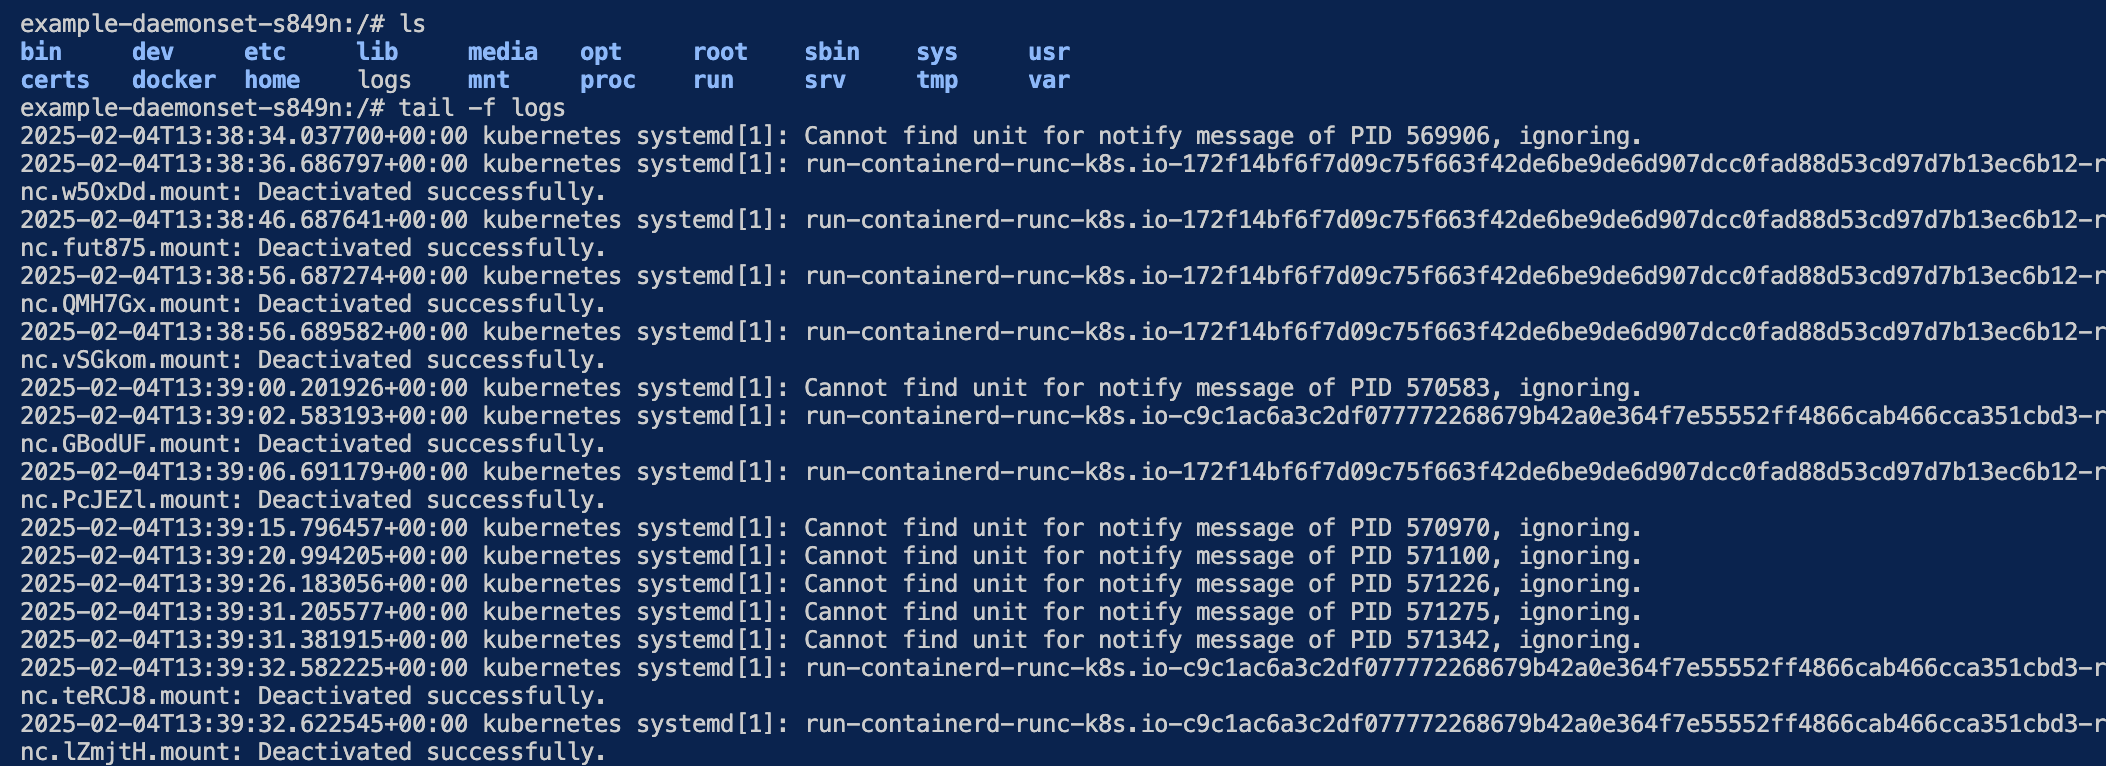 example-daemonset-s849n:/# ls
bin dev etc lib media opt root sbin sys usr
certs docker home logs mnt proc run srv tmp var
example-daemonset-s849n:/# tail -f logs
2025-02-04T13:38:34.037700+00:00 kubernetes systemd[1]: Cannot find unit for notify message of PID 569906, ignoring.
2025-02-04T13:38:36.686797+00:00 kubernetes systemd[1]: run-containerd-runc-k8s.io-172f14bf6f7d09c75f663f42de6be9de6d907dcc0fad88d53cd97d7b13ec6b12-r
nc.w5OxDd.mount: Deactivated successfully.
2025-02-04T13:38:46.687641+00:00 kubernetes systemd[1]: run-containerd-runc-k8s.io-172f14bf6f7d09c75f663f42de6be9de6d907dcc0fad88d53cd97d7b13ec6b12-r
nc.fut875.mount: Deactivated successfully.
2025-02-04T13:38:56.687274+00:00 kubernetes systemd[1]: run-containerd-runc-k8s.io-172f14bf6f7d09c75f663f42de6be9de6d907dcc0fad88d53cd97d7b13ec6b12-r
nc.QMH7Gx.mount: Deactivated successfully.
2025-02-04T13:38:56.689582+00:00 kubernetes systemd[1]: run-containerd-runc-k8s.io-172f14bf6f7d09c75f663f42de6be9de6d907dcc0fad88d53cd97d7b13ec6b12-r
nc.vSGkom.mount: Deactivated successfully.
2025-02-04T13:39:00.201926+00:00 kubernetes systemd[1]: Cannot find unit for notify message of PID 570583, ignoring.
2025-02-04T13:39:02.583193+00:00 kubernetes systemd[1]: run-containerd-runc-k8s.io-c9c1ac6a3c2df077772268679b42a0e364f7e55552ff4866cab466cca351cbd3-r
nc.GBodUF.mount: Deactivated successfully.
2025-02-04T13:39:06.691179+00:00 kubernetes systemd[1]: run-containerd-runc-k8s.io-172f14bf6f7d09c75f663f42de6be9de6d907dcc0fad88d53cd97d7b13ec6b12-r
nc.PcJEZl.mount: Deactivated successfully.
2025-02-04T13:39:15.796457+00:00 kubernetes systemd[1]: Cannot find unit for notify message of PID 570970, ignoring.
2025-02-04T13:39:20.994205+00:00 kubernetes systemd[1]: Cannot find unit for notify message of PID 571100, ignoring.
2025-02-04T13:39:26.183056+00:00 kubernetes systemd[1]: Cannot find unit for notify message of PID 571226, ignoring.
2025-02-04T13:39:31.205577+00:00 kubernetes systemd[1]: Cannot find unit for notify message of PID 571275, ignoring.
2025-02-04T13:39:31.381915+00:00 kubernetes systemd[1]: Cannot find unit for notify message of PID 571342, ignoring.
2025-02-04T13:39:32.582225+00:00 kubernetes systemd[1]: run-containerd-runc-k8s.io-c9c1ac6a3c2df077772268679b42a0e364f7e55552ff4866cab466cca351cbd3-r
nc.teRCJ8.mount: Deactivated successfully.
2025-02-04T13:39:32.622545+00:00 kubernetes systemd[1]: run-containerd-runc-k8s.io-c9c1ac6a3c2df077772268679b42a0e364f7e55552ff4866cab466cca351cbd3-r
nc.lZmjtH.mount: Deactivated successfully.